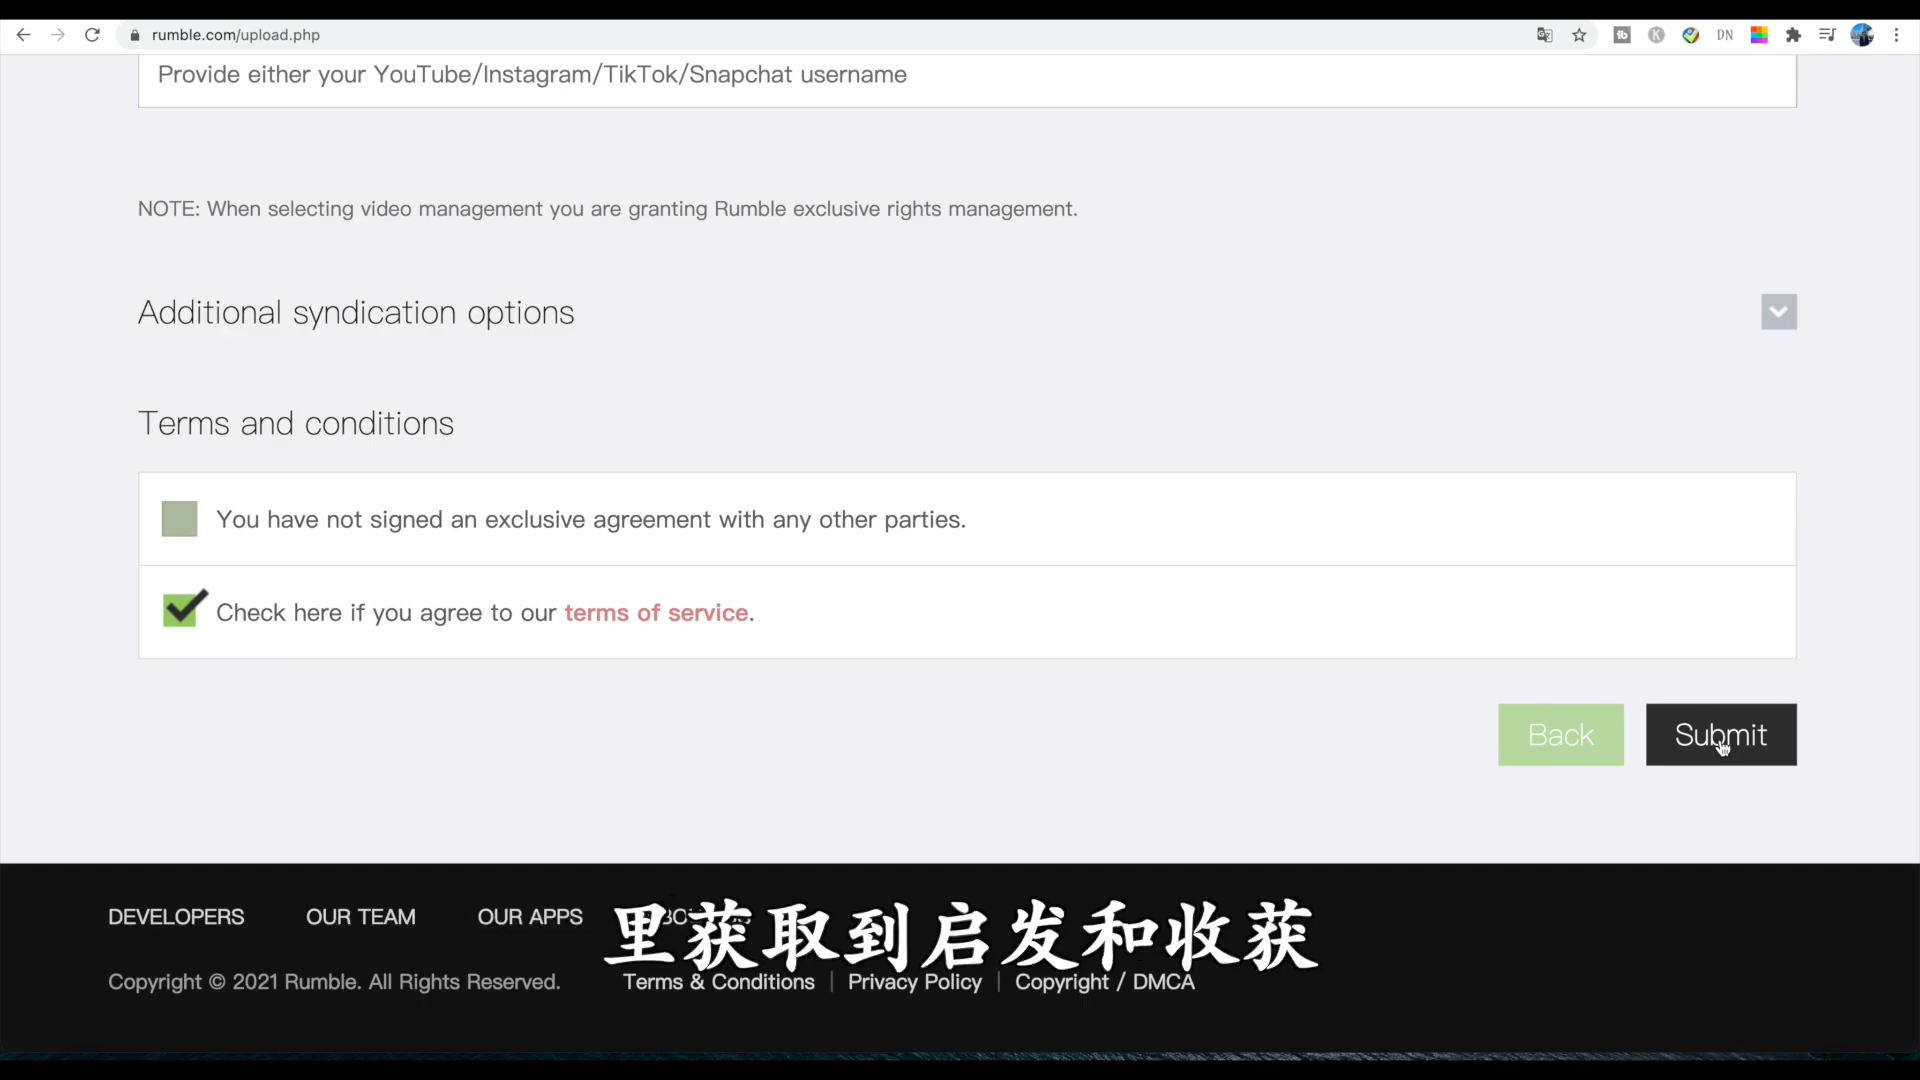 rumble.com/upload.php
DN
Provide either your YouTube/Instagram/TikTok/Snapchat username
NOTE: When selecting video management you are granting Rumble exclusive rights management.
Additional syndication options
Terms and conditions
You have not signed an exclusive agreement with any other parties.
Check here if you agree to our terms of service.
Back
Submit
DEVELOPERS OUR TEAM OUR APPS
里获取到启发和收获
Copyright © 2021 Rumble. All Rights Reserved. Terms & Conditions | Privacy Policy | Copyright / DMCA